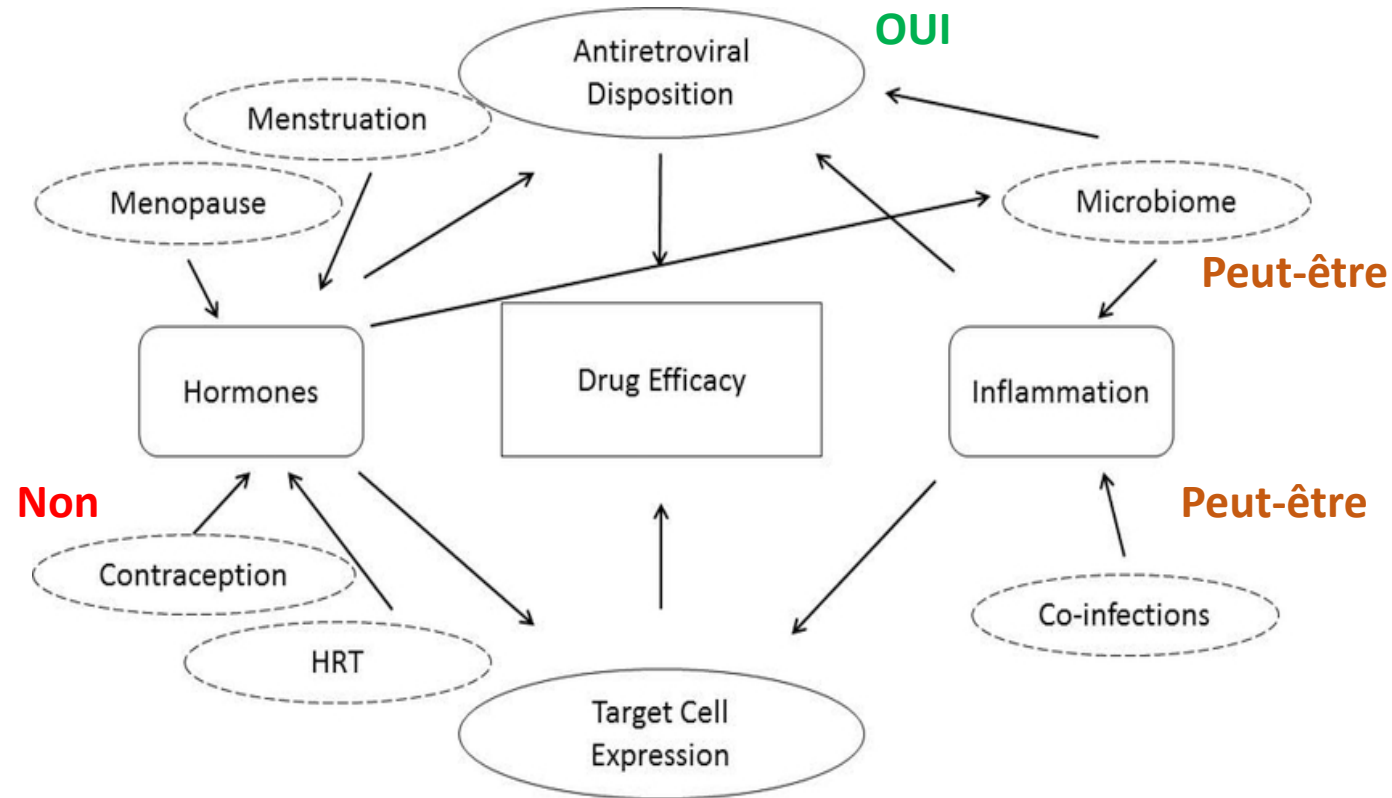 OUI
Antiretroviral
Disposition
Menstruation
Menopause
Microbiome
Peut-être
Hormones
Drug Efficacy
Inflammation
Non
Peut-être
Contraception
Co-infections
HRT
Target Cell
Expression